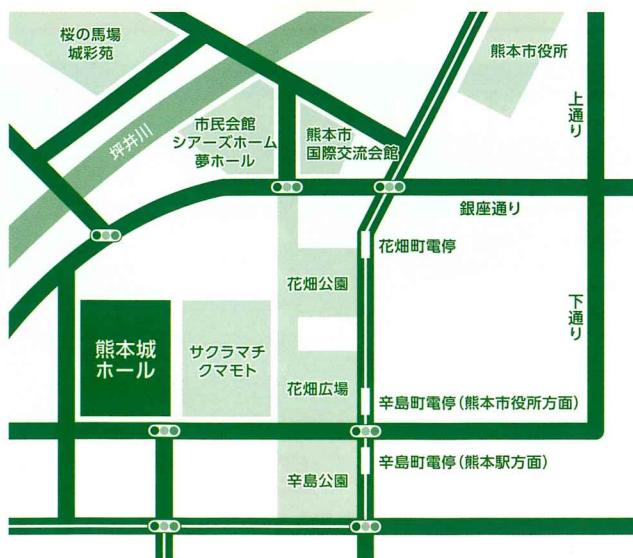 桜の馬場
城彩苑
熊本市役所
上通り
坪井川
市民会館
シアーズホーム
夢ホール
熊本市
国際交流会館
銀座通り
花畑町電停
花畑公園
下通り
熊本城
ホール
サクラマチ
クマモト
花畑広場
辛島町電停(熊本市役所方面)
辛島町電停(熊本駅方面)
辛島公園